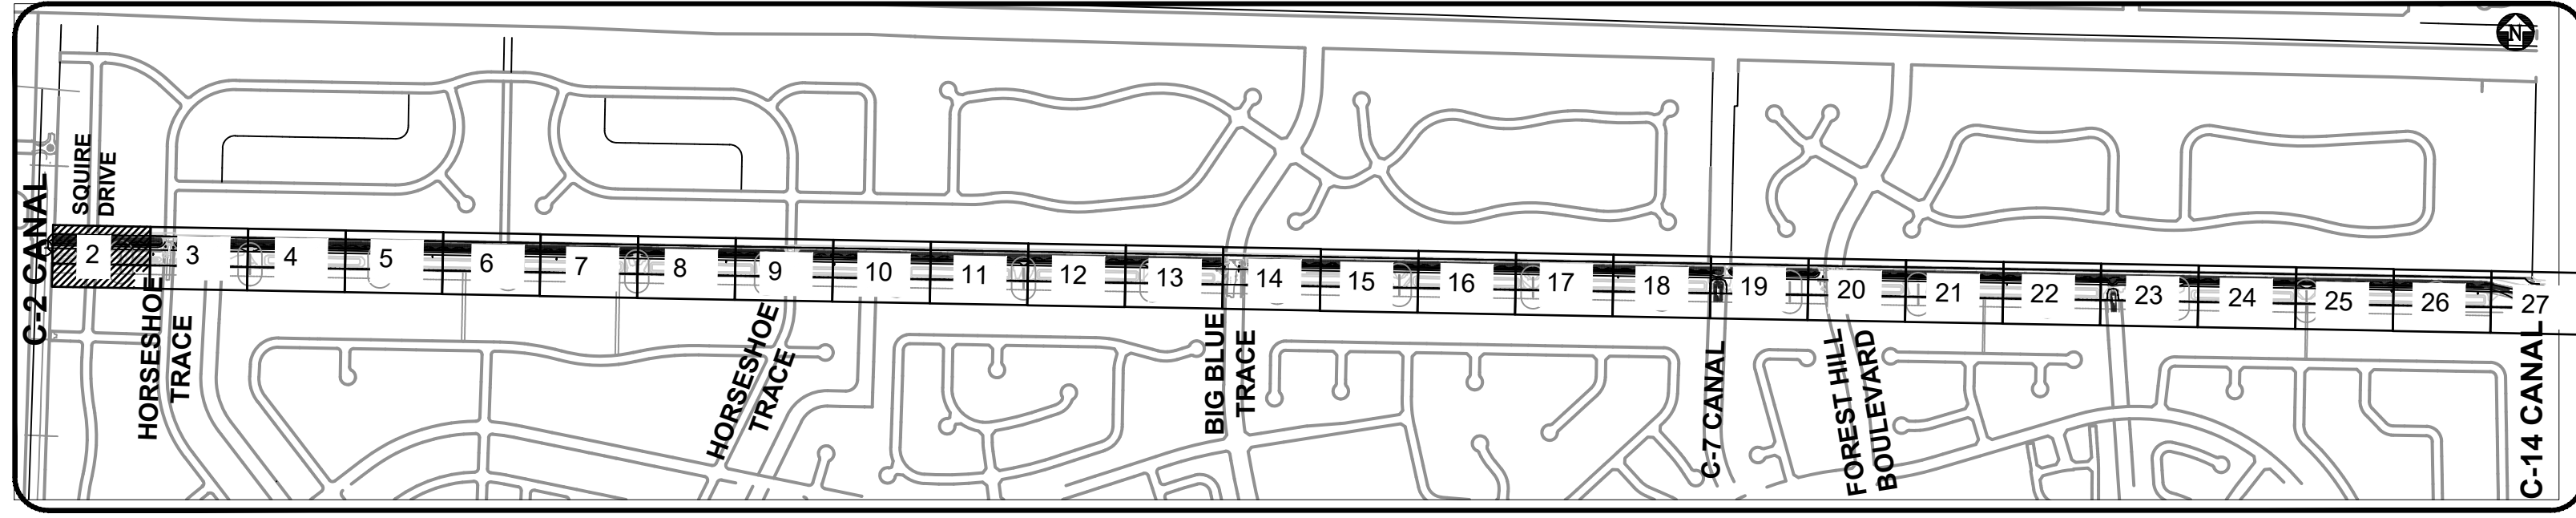 N
SQUIRE
DRIVE
C-2 CANAL
2
3
4
5
6
7
8
9
10
11
12
13
14
15
16
17
18
19
20
21
22
23
24
25
26
27
HORSESHOE
TRACE
HORSESHOE
TRACE
BIG BLUE
TRACE
C-7 CANAL
FOREST HILL
BOULEVARD
C-14 CANAL